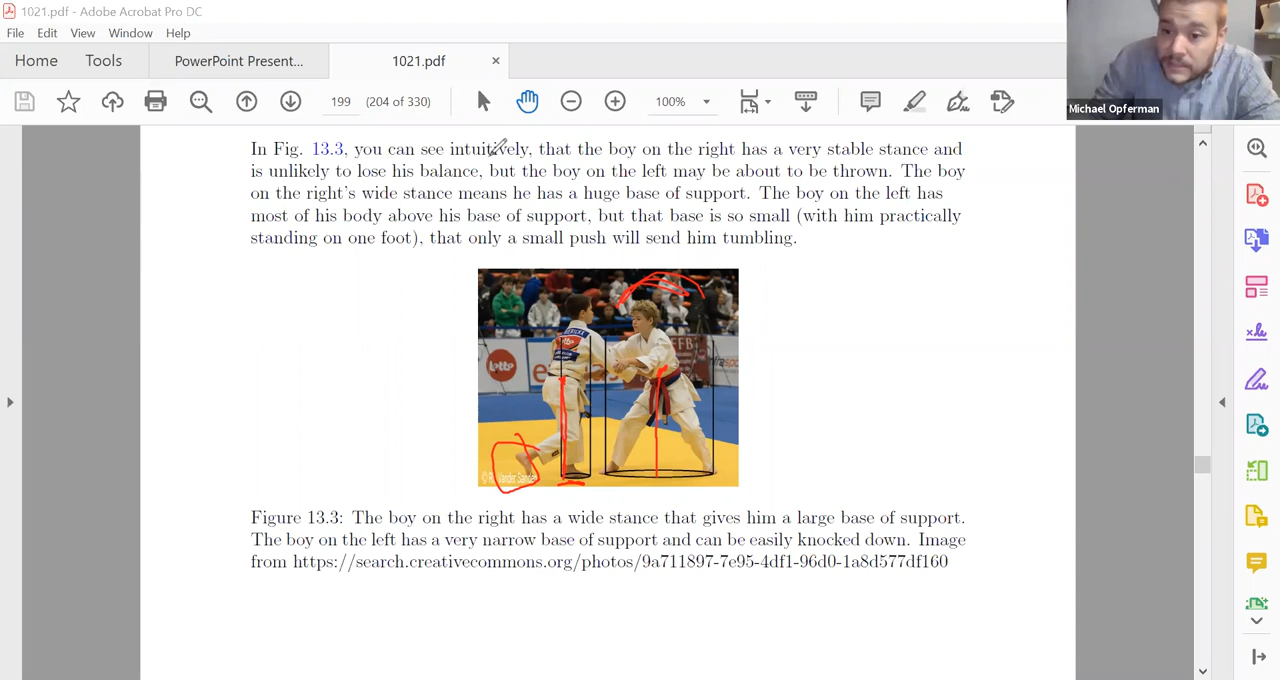 1021.pdf - Adobe Acrobat Pro DC
File Edit View Window Help
Home Tools PowerPoint Present... 1021.pdf ×
199 (204 of 330) 100%
Michael Opferman
In Fig. 13.3, you can see intuitively, that the boy on the right has a very stable stance and
is unlikely to lose his balance, but the boy on the left may be about to be thrown. The boy
on the right's wide stance means he has a huge base of support. The boy on the left has
most of his body above his base of support, but that base is so small (with him practically
standing on one foot), that only a small push will send him tumbling.
lotto
Figure 13.3: The boy on the right has a wide stance that gives him a large base of support.
The boy on the left has a very narrow base of support and can be easily knocked down. Image
from https://search.creativecommons.org/photos/9a711897-7e95-4df1-96d0-1a8d577df160